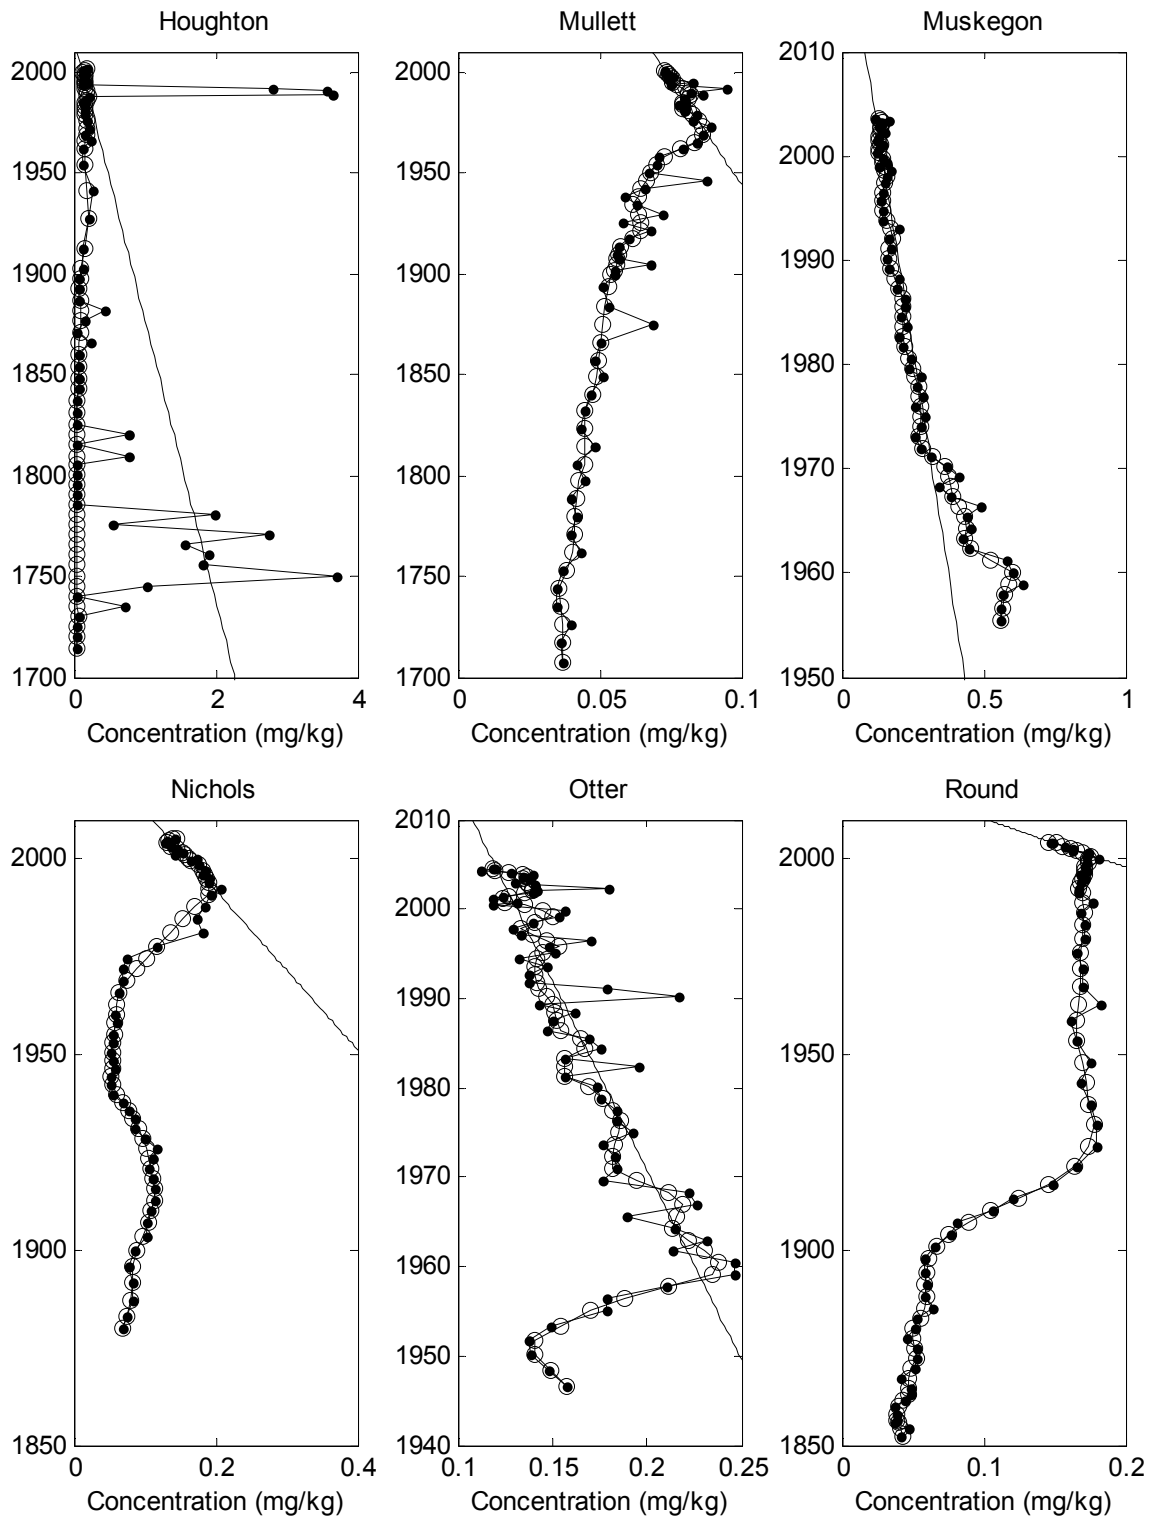 Houghton Mullett Muskegon
2000 2000 2010
1950 1950 2000
1900 1900 1990
1850 1850 1980
1800 1800 1970
1750 1750 1960
1700 1700 1950
0 2 4 0 0.05 0.1 0 0.5 1
Concentration (mg/kg) Concentration (mg/kg) Concentration (mg/kg)
Nichols Otter Round
2000 2010 2000
1950 2000 1950
1900 1990 1900
1850 1980 1850
1970
1960
1950
1940
0 0.2 0.4 0.1 0.15 0.2 0.25 0 0.1 0.2
Concentration (mg/kg) Concentration (mg/kg) Concentration (mg/kg)